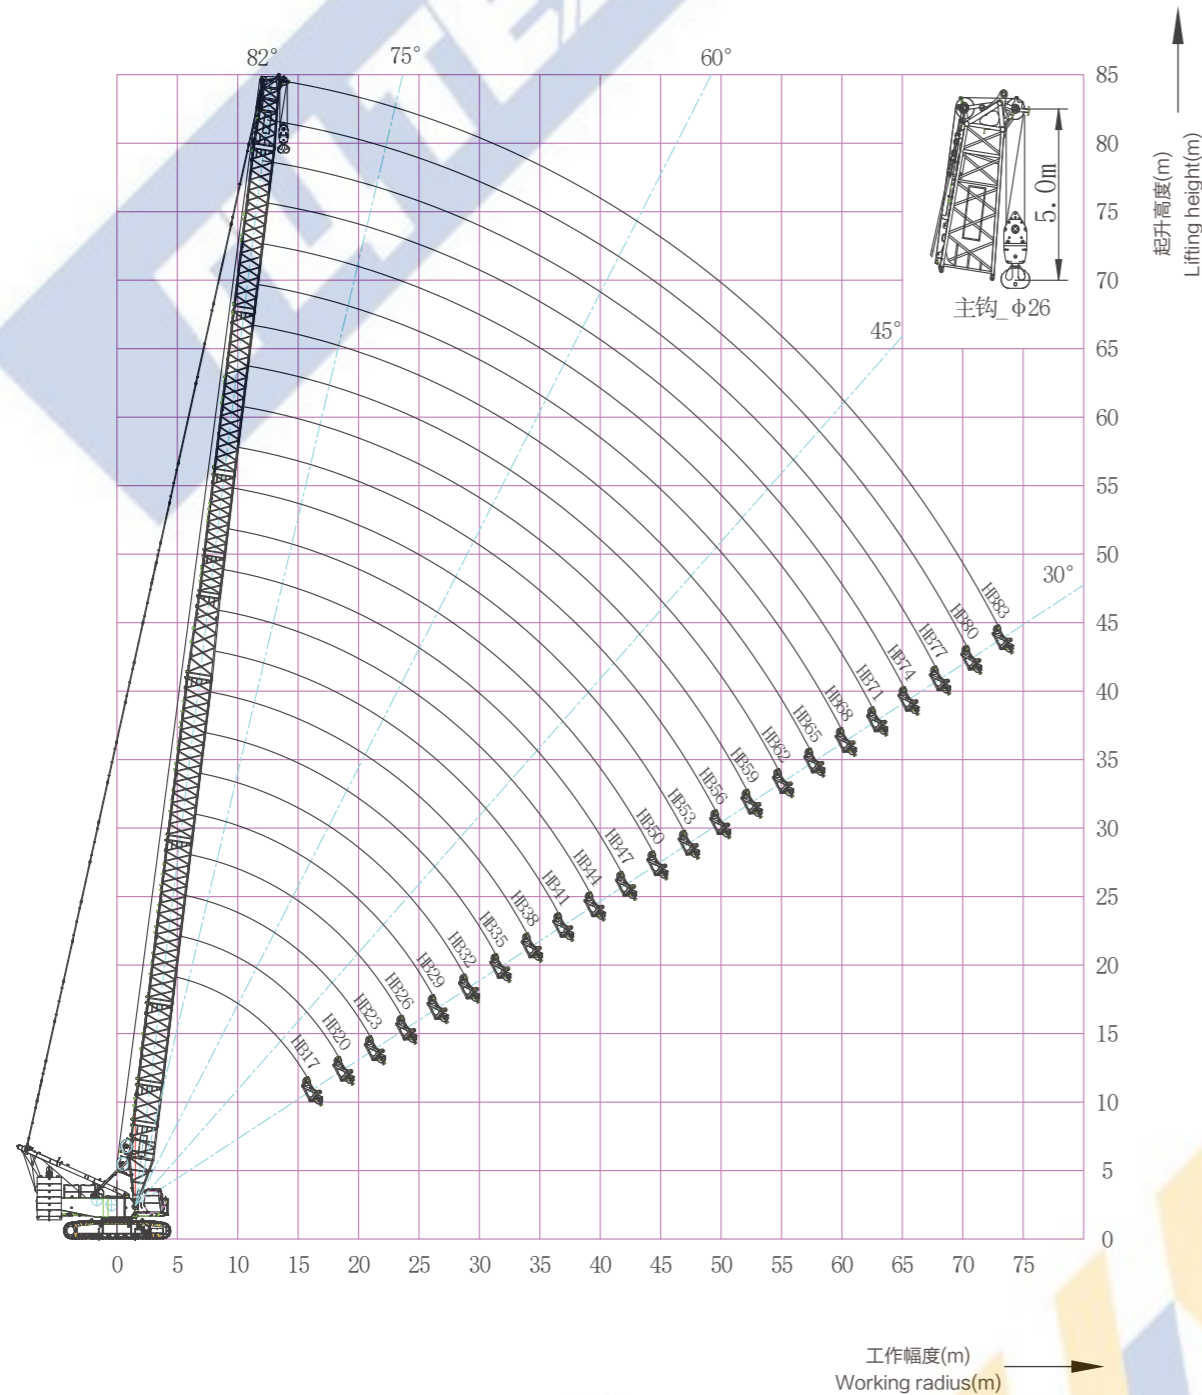 82°
75°
60°
45°
30°
85
80
75
70
65
60
55
50
45
40
35
30
25
20
15
10
5
0
起升高度(m)
Lifting height(m)
5.0m
主钩_φ26
HB83
HB80
HB77
HB74
HB71
HB68
HB65
HB62
HB59
HB56
HB53
HB50
HB47
HB44
HB41
HB38
HB35
HB32
HB29
HB26
HB23
HB20
HB17
0 5 10 15 20 25 30 35 40 45 50 55 60 65 70 75
工作幅度(m)
Working radius(m)